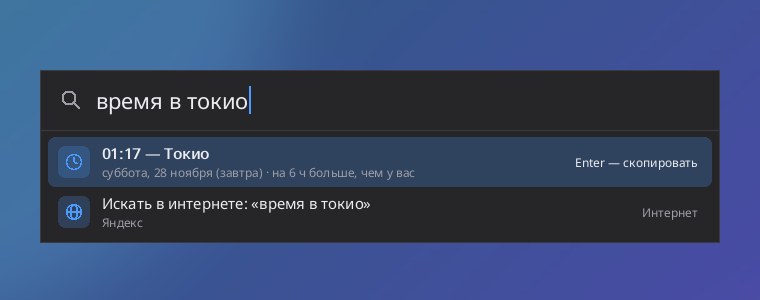 время в токио
01:17 — Токио
суббота, 28 ноября (завтра) · на 6 ч больше, чем у вас
Enter — скопировать
Искать в интернете: «время в токио»
Яндекс
Интернет